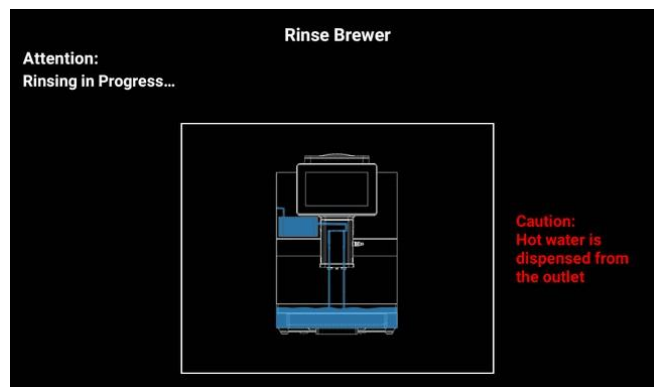 Rinse Brewer
Attention:
Rinsing in Progress...
Caution:
Hot water is
dispensed from
the outlet